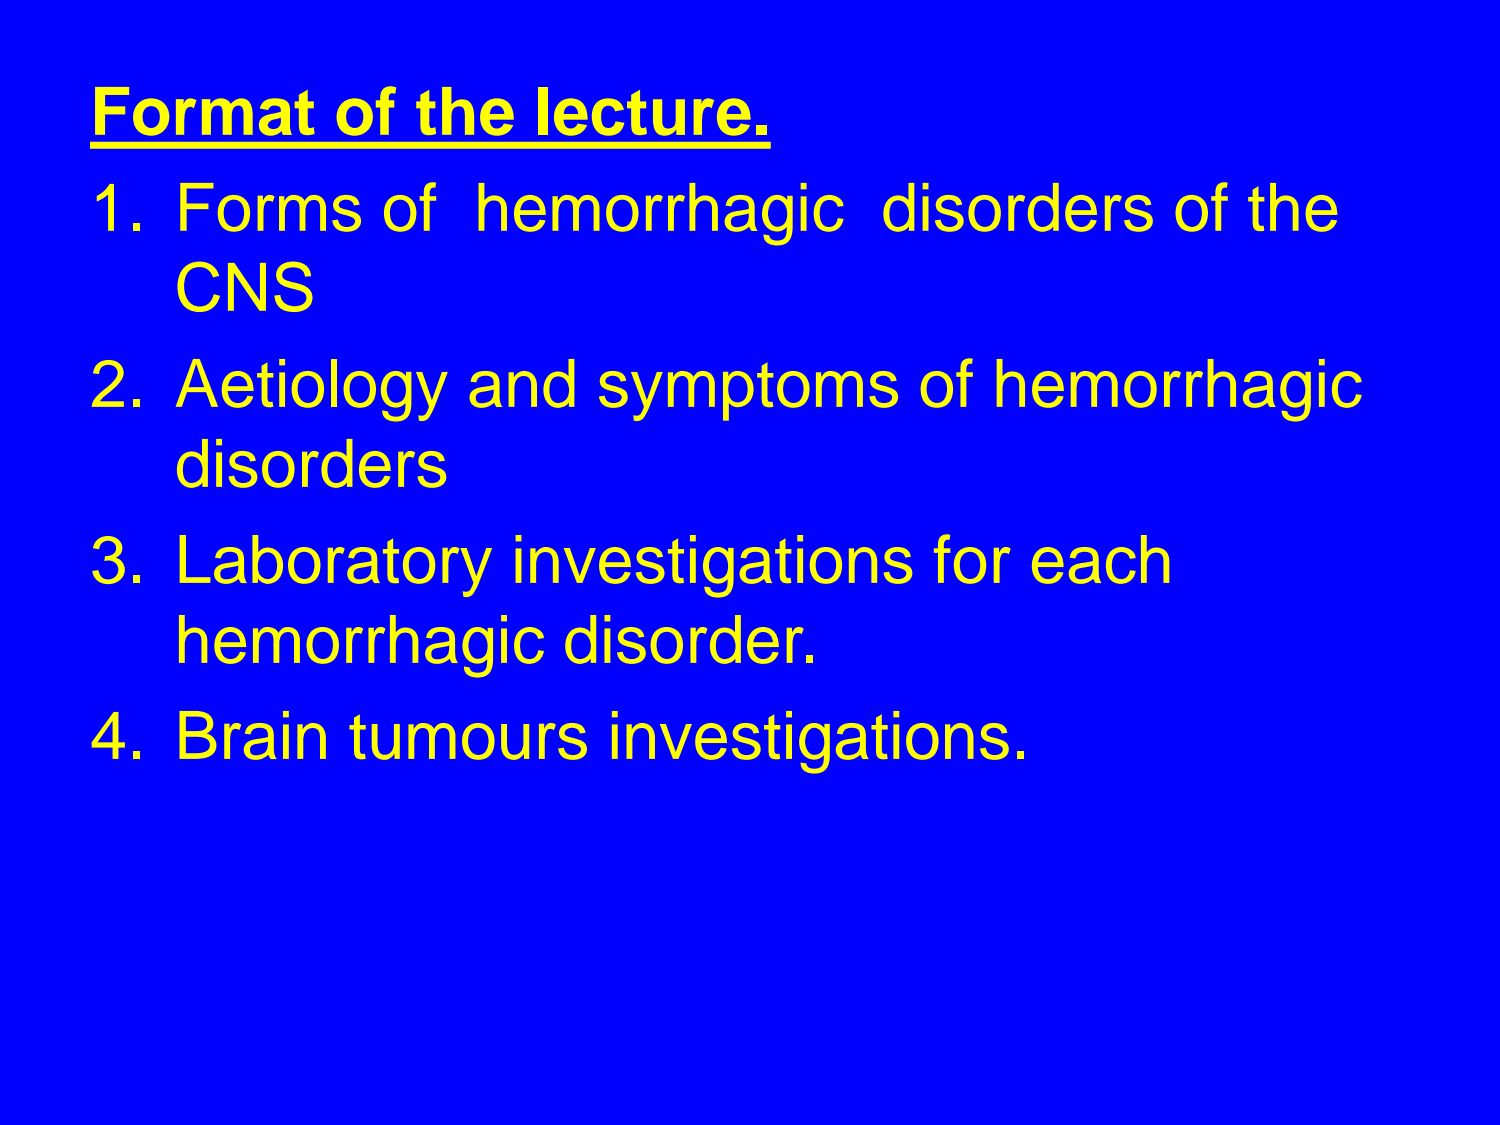 Format of the lecture.
1. Forms of  hemorrhagic  disorders of the
CNS
2. Aetiology and symptoms of hemorrhagic
disorders
3. Laboratory investigations for each
hemorrhagic disorder.
4. Brain tumours investigations.